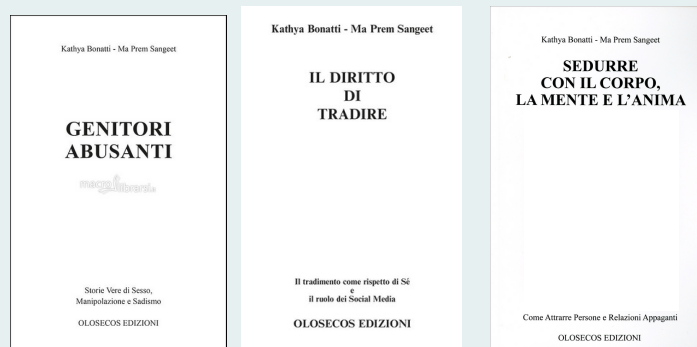 Kathya Bonatti - Ma Prem Sangeet
GENITORI
ABUSANTI
macrolibrarsi
Storie Vere di Sesso,
Manipolazione e Sadismo
OLOSECOS EDIZIONI
Kathya Bonatti - Ma Prem Sangeet
IL DIRITTO
DI
TRADIRE
Il tradimento come rispetto di Sé
e
il ruolo dei Social Media
OLOSECOS EDIZIONI
Kathya Bonatti - Ma Prem Sangeet
SEDURRE
CON IL CORPO,
LA MENTE E L'ANIMA
Come Attrarre Persone e Relazioni Appaganti
OLOSECOS EDIZIONI